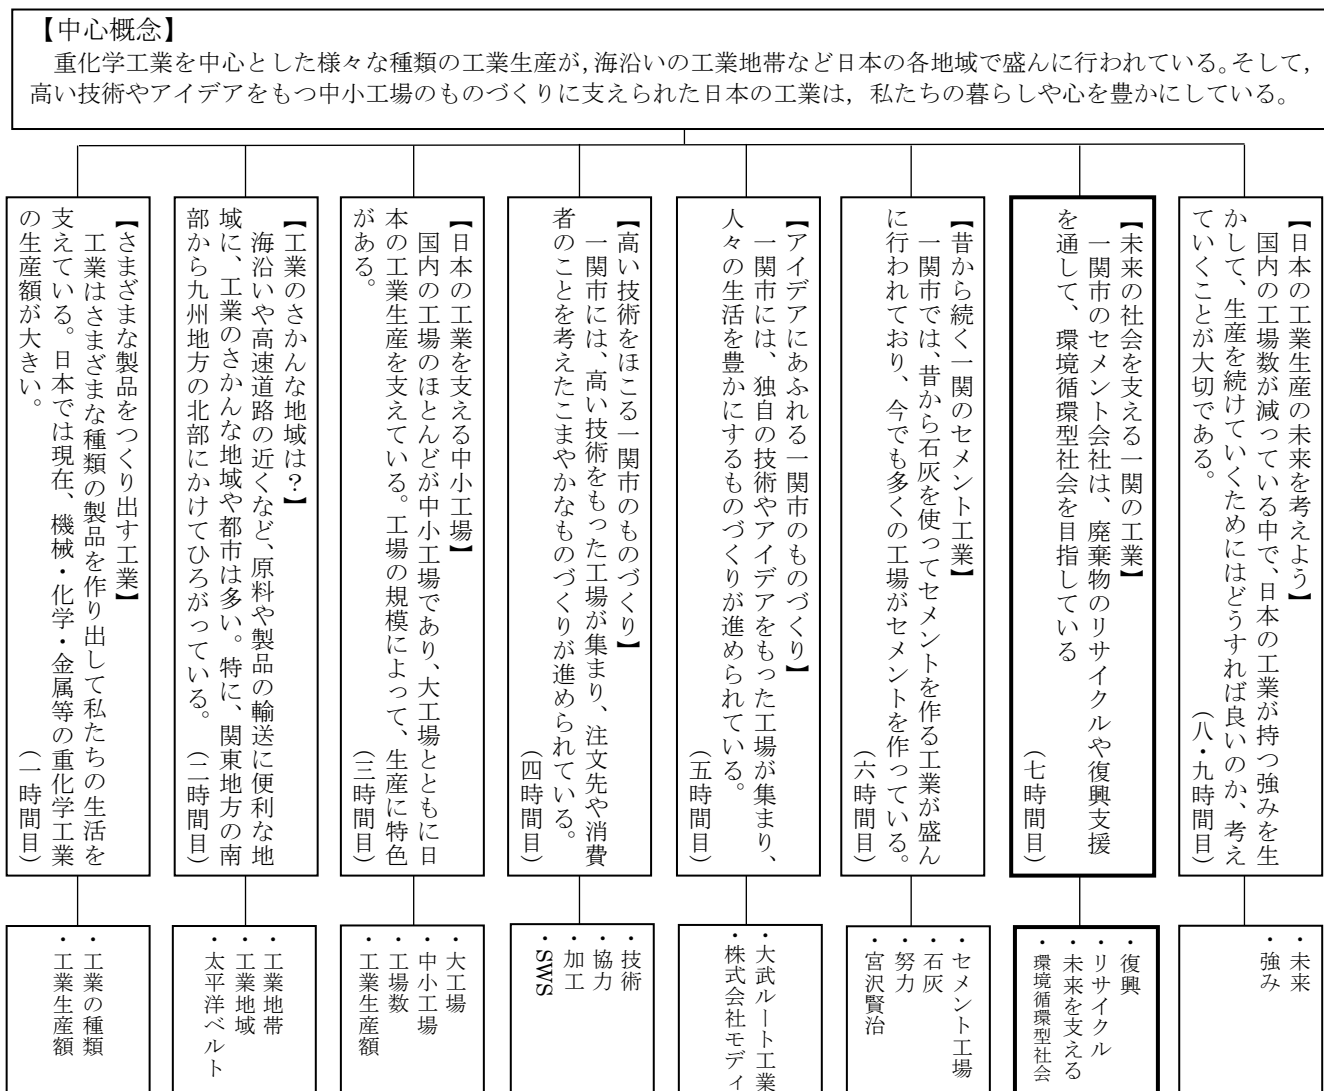 【中心概念】
重化学工業を中心とした様々な種類の工業生産が，海沿いの工業地帯など日本の各地域で盛んに行われている。そして，
高い技術やアイデアをもつ中小工場のものづくりに支えられた日本の工業は，私たちの暮らしや心を豊かにしている。
【日本の工業生産の未来を考えよう】
国内の工場数が減っている中で、日本の工業が持つ強みを生
かして、生産を続けていくためにはどうすれば良いのか、考え
ていくことが大切である。
（八・九時間目）
【未来の社会を支える一関の工業】
一関市のセメント会社は、廃棄物のリサイクルや復興支援
を通して、環境循環型社会を目指している
（七時間目）
【昔から続く一関のセメント工業】
一関市では、昔から石灰を使ってセメントを作る工業が盛ん
に行われており、今でも多くの工場がセメントを作っている。
（六時間目）
【アイデアにあふれる一関市のものづくり】
一関市には、独自の技術やアイデアをもった工場が集まり、
人々の生活を豊かにするものづくりが進められている。
（五時間目）
【高い技術をほこる一関市のものづくり】
一関市には、高い技術をもった工場が集まり、注文先や消費
者のことを考えたこまやかなものづくりが進められている。
（四時間目）
【日本の工業を支える中小工場】
国内の工場のほとんどが中小工場であり、大工場とともに日
本の工業生産を支えている。工場の規模によって、生産に特色
がある。
（三時間目）
【工業のさかんな地域は？】
海沿いや高速道路の近くなど、原料や製品の輸送に便利な地
域に、工業のさかんな地域や都市は多い。特に、関東地方の南
部から九州地方の北部にかけてひろがっている。（二時間目）
【さまざまな製品をつくり出す工業】
工業はさまざまな種類の製品を作り出して私たちの生活を
支えている。日本では現在、機械・化学・金属等の重化学工業
の生産額が大きい。
（一時間目）
・未来
・強み
・復興
・リサイクル
・未来を支える
・環境循環型社会
・セメント工場
・石灰
・努力
・宮沢賢治
・大武ルート工業
・株式会社モディ
・技術
・協力
・加工
・SWS
・大工場
・中小工場
・工場数
・工業生産額
・工業地帯
・工業地域
・太平洋ベルト
・工業の種類
・工業生産額